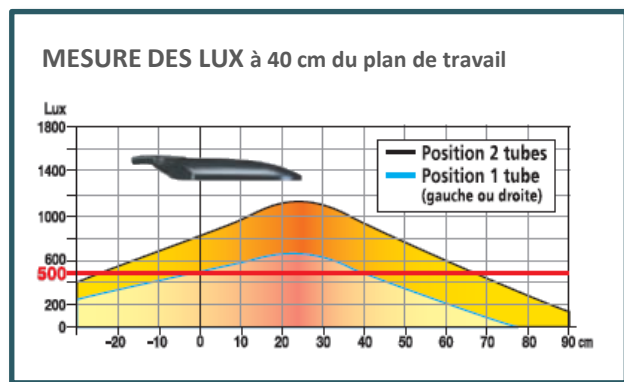 MESURE DES LUX à 40 cm du plan de travail
Lux
1800
1400
1000
600
500
400
200
0
Position 2 tubes
Position 1 tube
(gauche ou droite)
-20 -10 0 10 20 30 40 50 60 70 80 90 cm